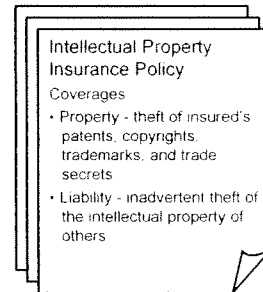 Intellectual Property
Insurance Policy
Coverages
• Property - theft of insured's
patents, copyrights,
trademarks, and trade
secrets
• Liability - inadvertent theft of
the intellectual property of
others